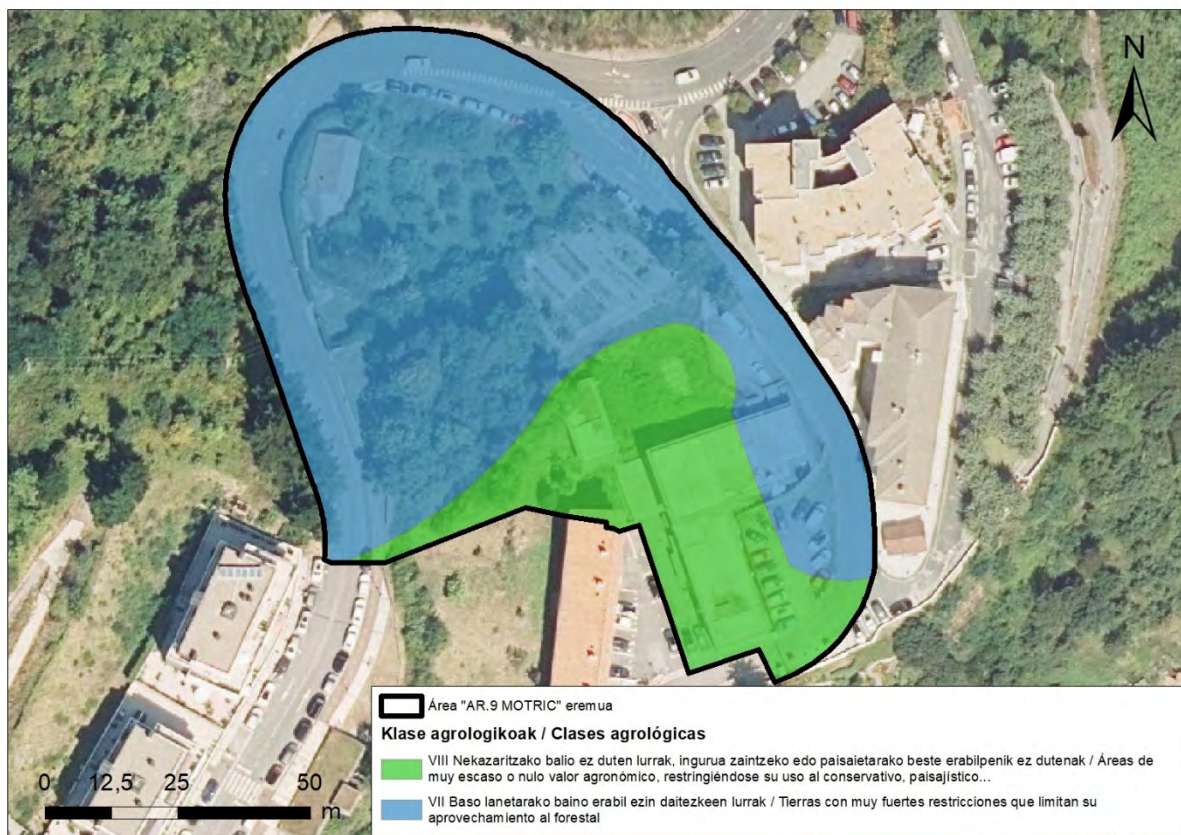 N
Área "AR.9 MOTRIC" eremua
Klase agrologikoak / Clases agrológicas
VIII Nekazaritzako balio ez duten lurrak, ingurua zaintzeko edo paisaietarako beste erabilpenik ez dutenak / Áreas de
muy escaso o nulo valor agronómico, restringiéndose su uso al conservativo, paisajístico...
VII Baso lanetarako baino erabil ezin daitezkeen lurrak / Tierras con muy fuertes restricciones que limitan su
aprovechamiento al forestal
0 12,5 25 50
m